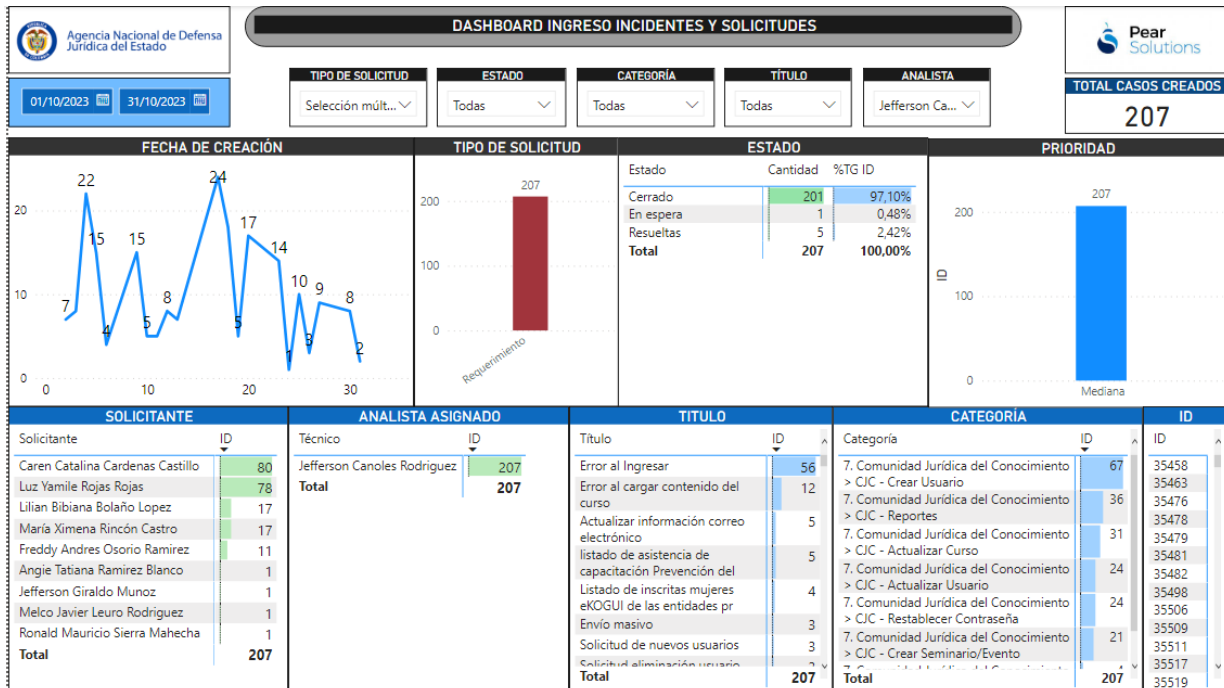 Agencia Nacional de Defensa
Jurídica del Estado
DASHBOARD INGRESO INCIDENTES Y SOLICITUDES
Pear
Solutions
01/10/2023
31/10/2023
TIPO DE SOLICITUD
Selección múlt...
ESTADO
Todas
CATEGORÍA
Todas
TÍTULO
Todas
ANALISTA
Jefferson Ca...
TOTAL CASOS CREADOS
207
FECHA DE CREACIÓN
20
10
0
7
22
15
4
15
5
8
24
5
17
14
1
10
3
9
8
2
0
10
20
30
TIPO DE SOLICITUD
200
100
0
207
Requerimiento
ESTADO
Estado Cantidad %TG ID
Cerrado 201 97,10%
En espera 1 0,48%
Resueltas 5 2,42%
Total 207 100,00%
PRIORIDAD
ID
200
100
0
207
Mediana
SOLICITANTE
Solicitante ID
Caren Catalina Cardenas Castillo 80
Luz Yamile Rojas Rojas 78
Lilian Bibiana Bolaño Lopez 17
María Ximena Rincón Castro 17
Freddy Andres Osorio Ramirez 11
Angie Tatiana Ramirez Blanco 1
Jefferson Giraldo Munoz 1
Melco Javier Leuro Rodriguez 1
Ronald Mauricio Sierra Mahecha 1
Total 207
ANALISTA ASIGNADO
Técnico ID
Jefferson Canoles Rodriguez 207
Total 207
TITULO
Título ID
Error al Ingresar 56
Error al cargar contenido del
curso 12
Actualizar información correo
electrónico 5
listado de asistencia de
capacitación Prevención del 5
Listado de inscritas mujeres
eKOGUI de las entidades pr 4
Envío masivo 3
Solicitud de nuevos usuarios 3
Solicitud eliminación usuario
Total 207
CATEGORÍA
Categoría ID
7. Comunidad Jurídica del Conocimiento
> CJC - Crear Usuario 67
7. Comunidad Jurídica del Conocimiento
> CJC - Reportes 36
7. Comunidad Jurídica del Conocimiento
> CJC - Actualizar Curso 31
7. Comunidad Jurídica del Conocimiento
> CJC - Actualizar Usuario 24
7. Comunidad Jurídica del Conocimiento
> CJC - Restablecer Contraseña 24
7. Comunidad Jurídica del Conocimiento
> CJC - Crear Seminario/Evento 21
Total 207
ID
ID
35458
35463
35476
35478
35479
35481
35482
35498
35506
35509
35511
35517
35519